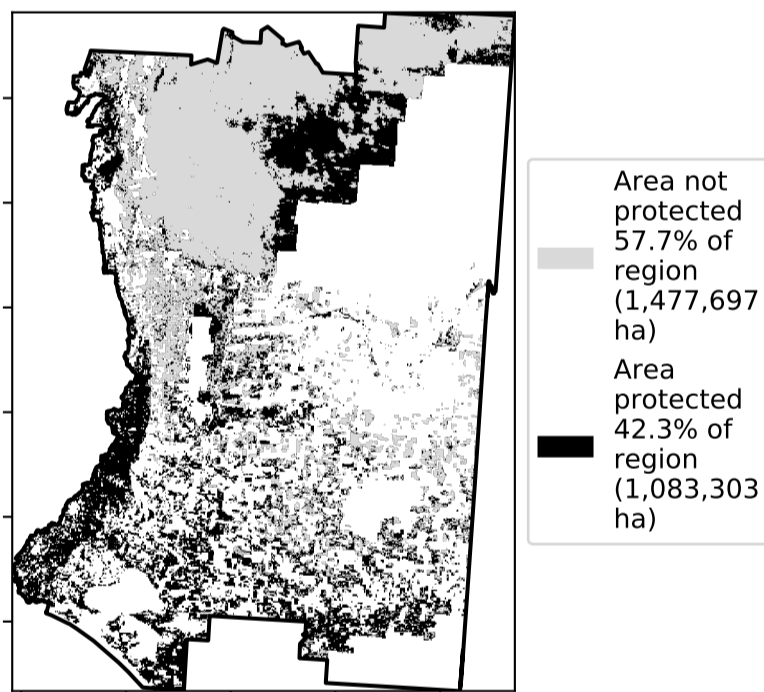 Area not
protected
57.7% of
region
(1,477,697
ha)
Area
protected
42.3% of
region
(1,083,303
ha)